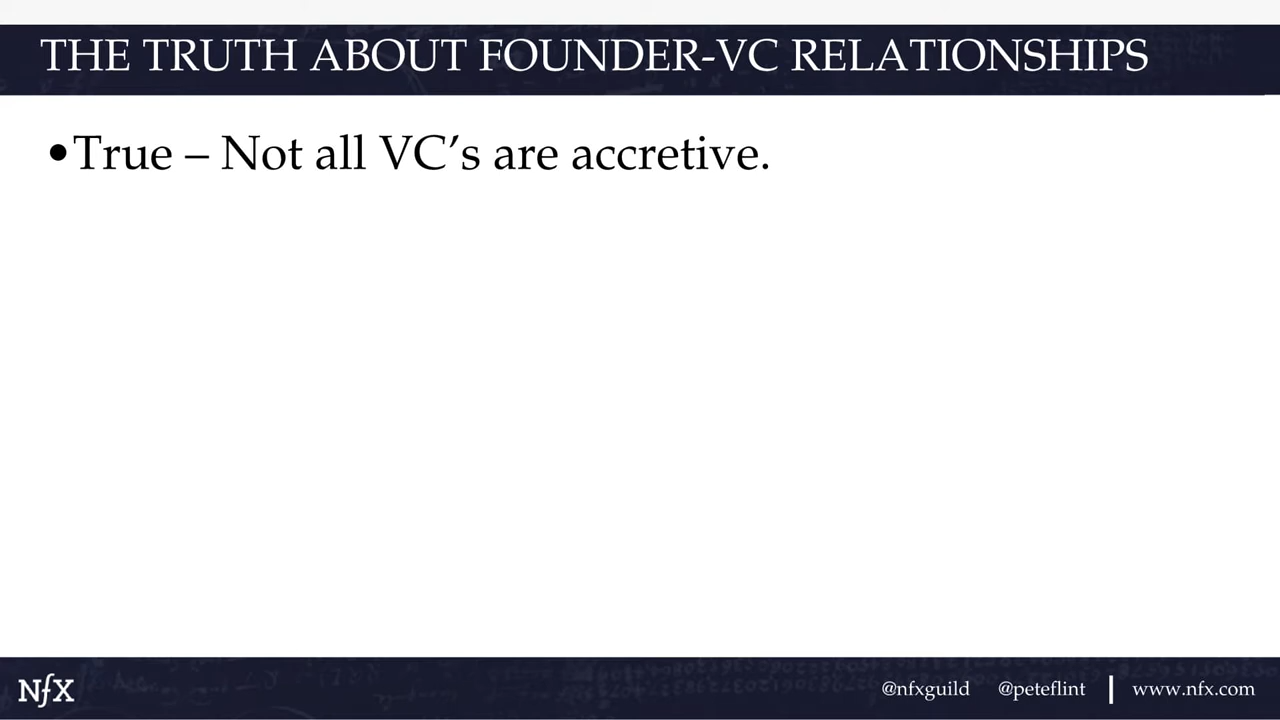 THE TRUTH ABOUT FOUNDER-VC RELATIONSHIPS
•True – Not all VC’s are accretive.
NfX
@nfxguild @peteflint | www.nfx.com